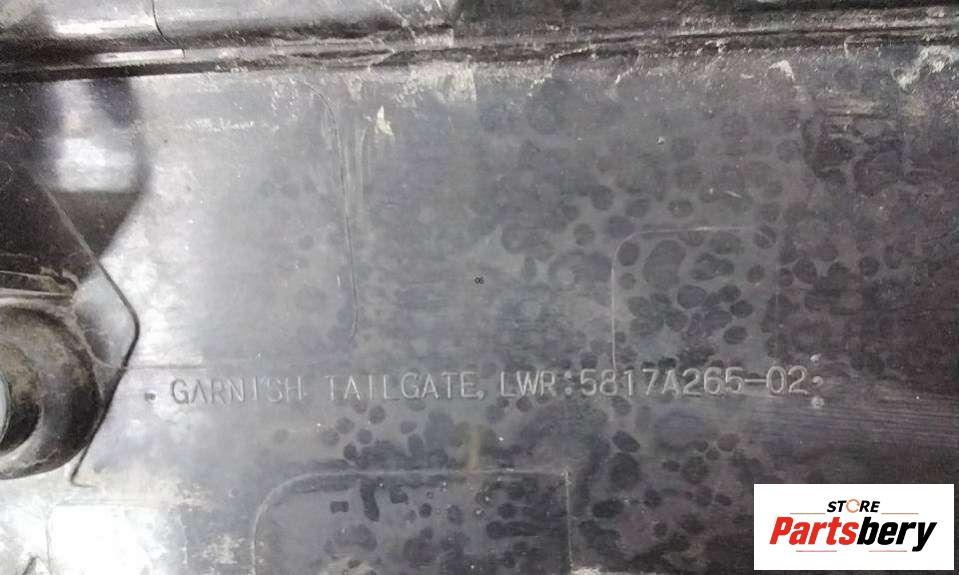 GARNISH TAILGATE, LWR:5817A265-02
STORE
Partsbery